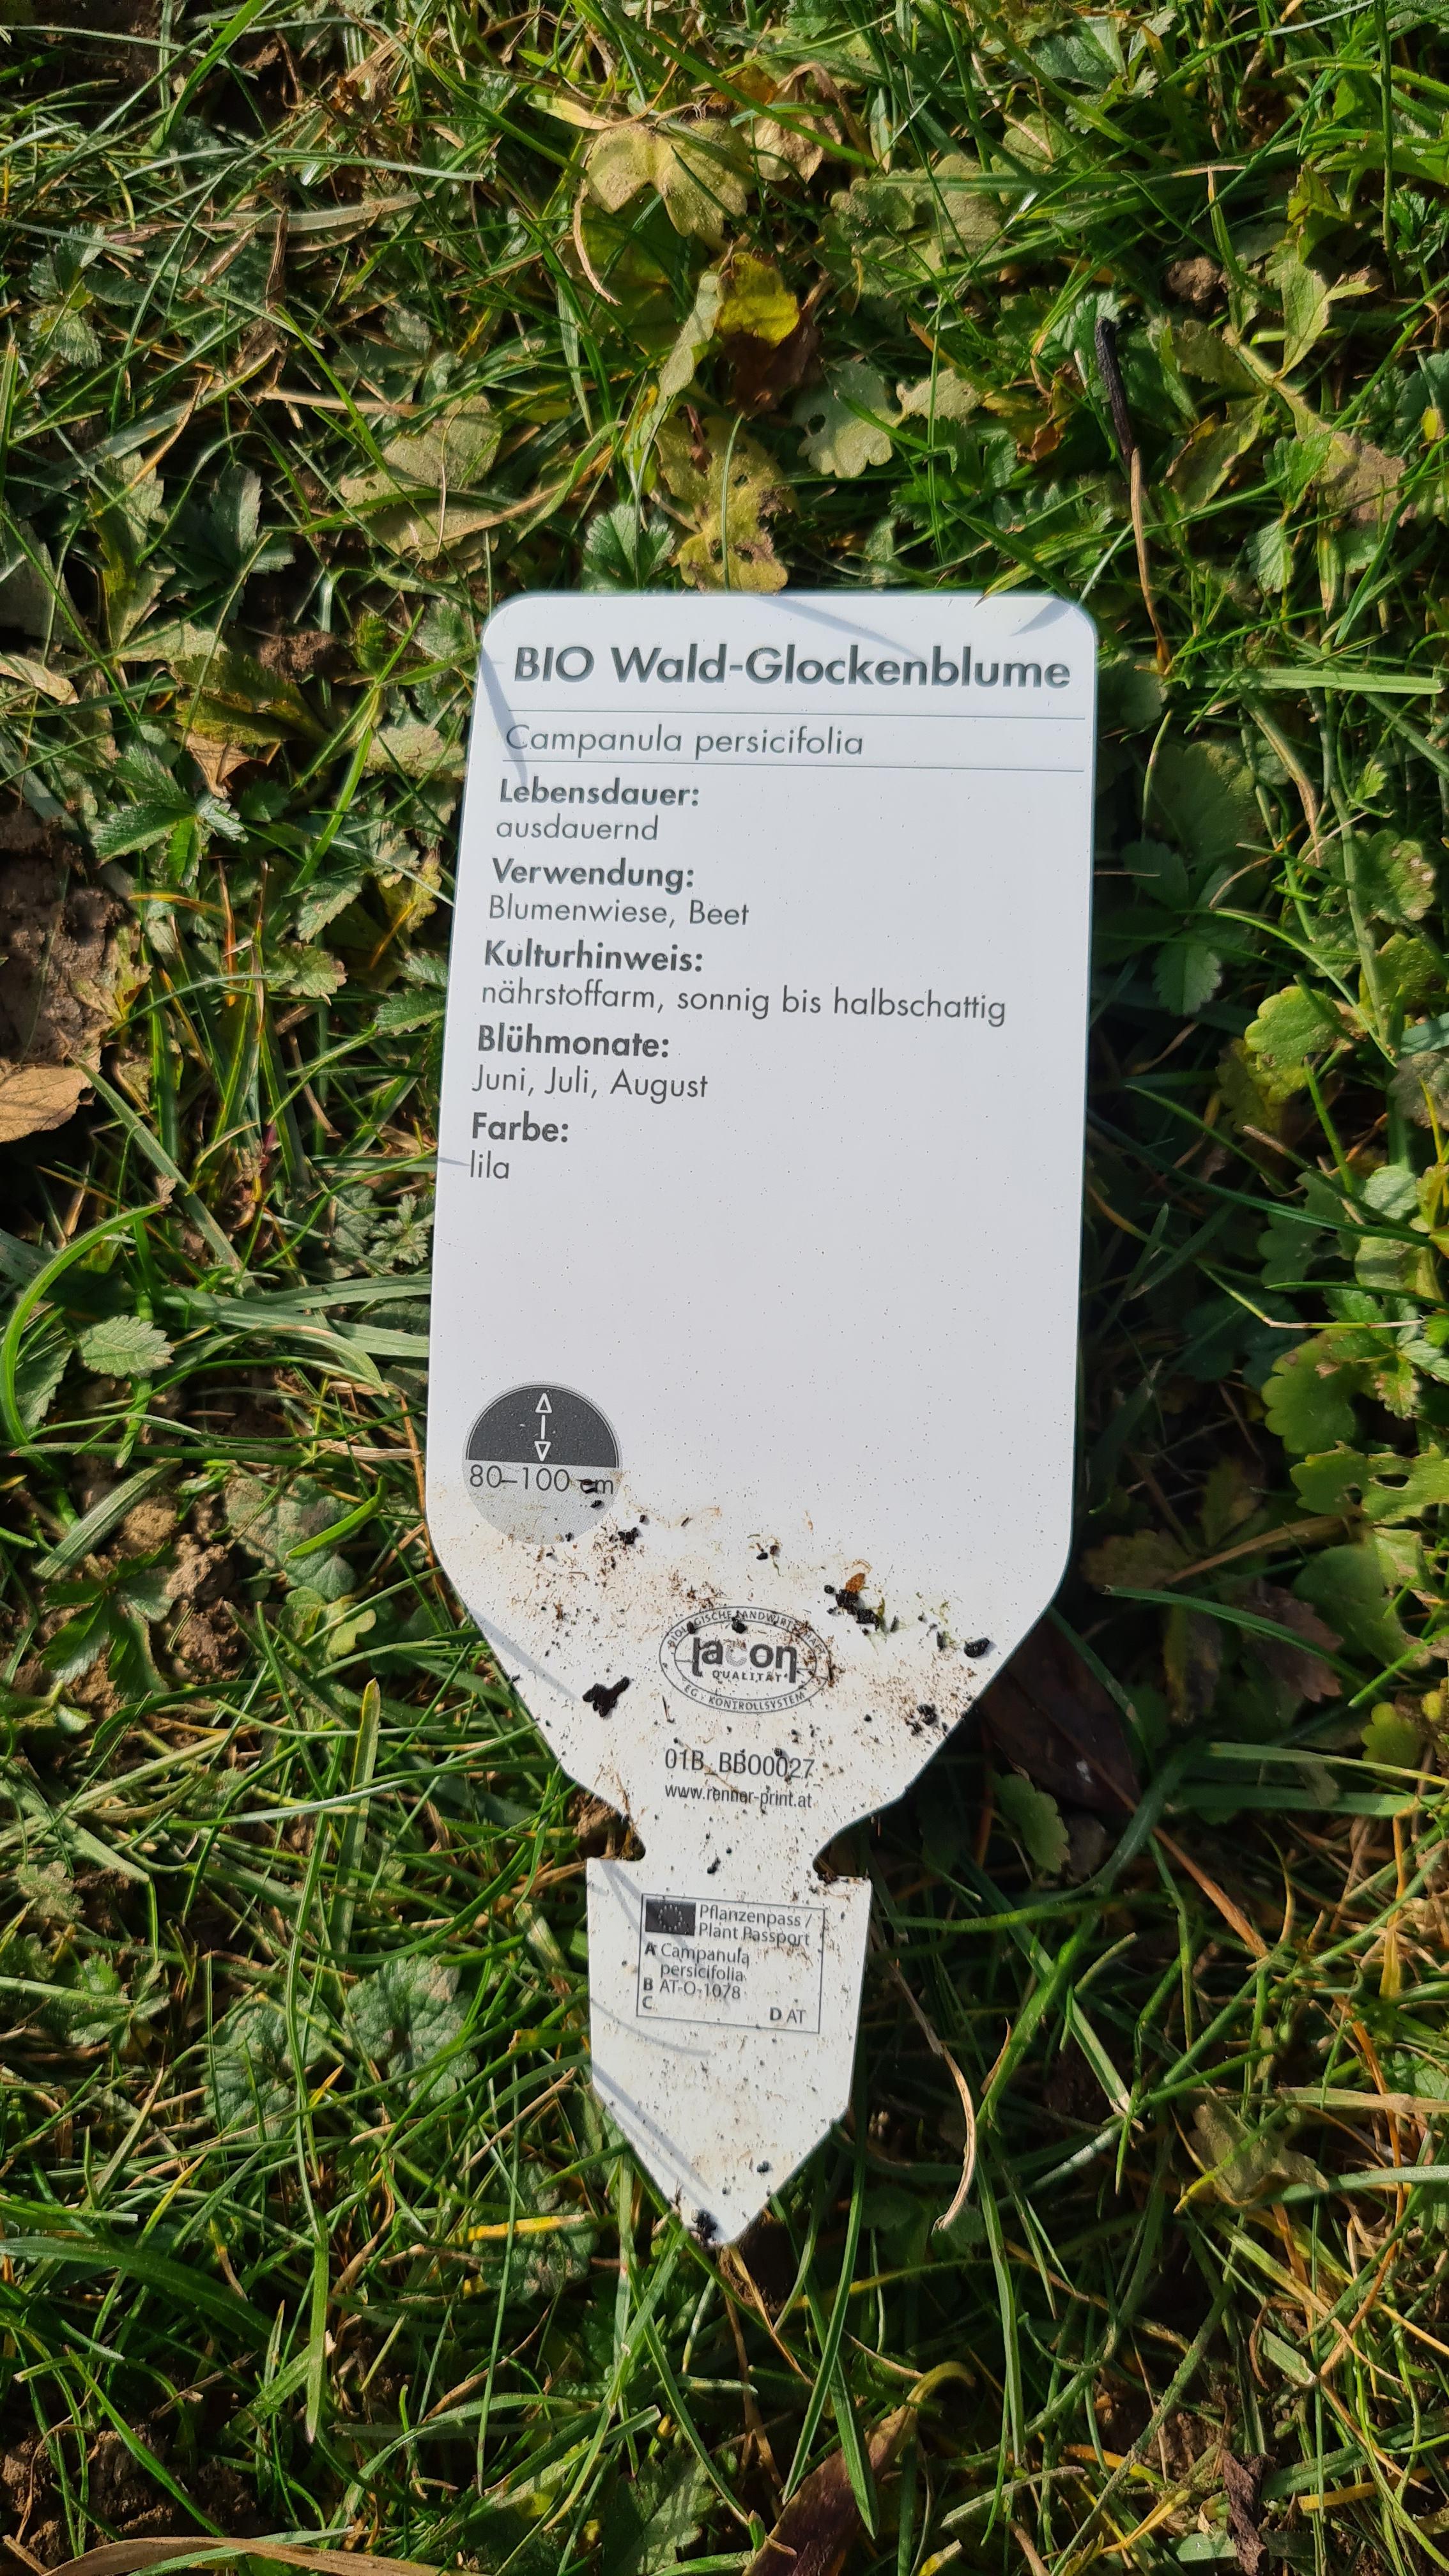 BIO Wald-Glockenblume
Campanula persicifolia
Lebensdauer:
ausdauernd
Verwendung:
Blumenwiese, Beet
Kulturhinweis:
nährstoffarm, sonnig bis halbschattig
Blühmonate:
Juni, Juli, August
Farbe:
lila
80–100 cm
BIOLOGISCHE LANDWIRTSCHAFT
lacon
QUALITÄT
EG - KONTROLLSYSTEM
01B_BB00027
www.renner-print.at
Pflanzenpass /
Plant Passport
A Campanula
persicifolia
B AT-O-1078
C
D AT